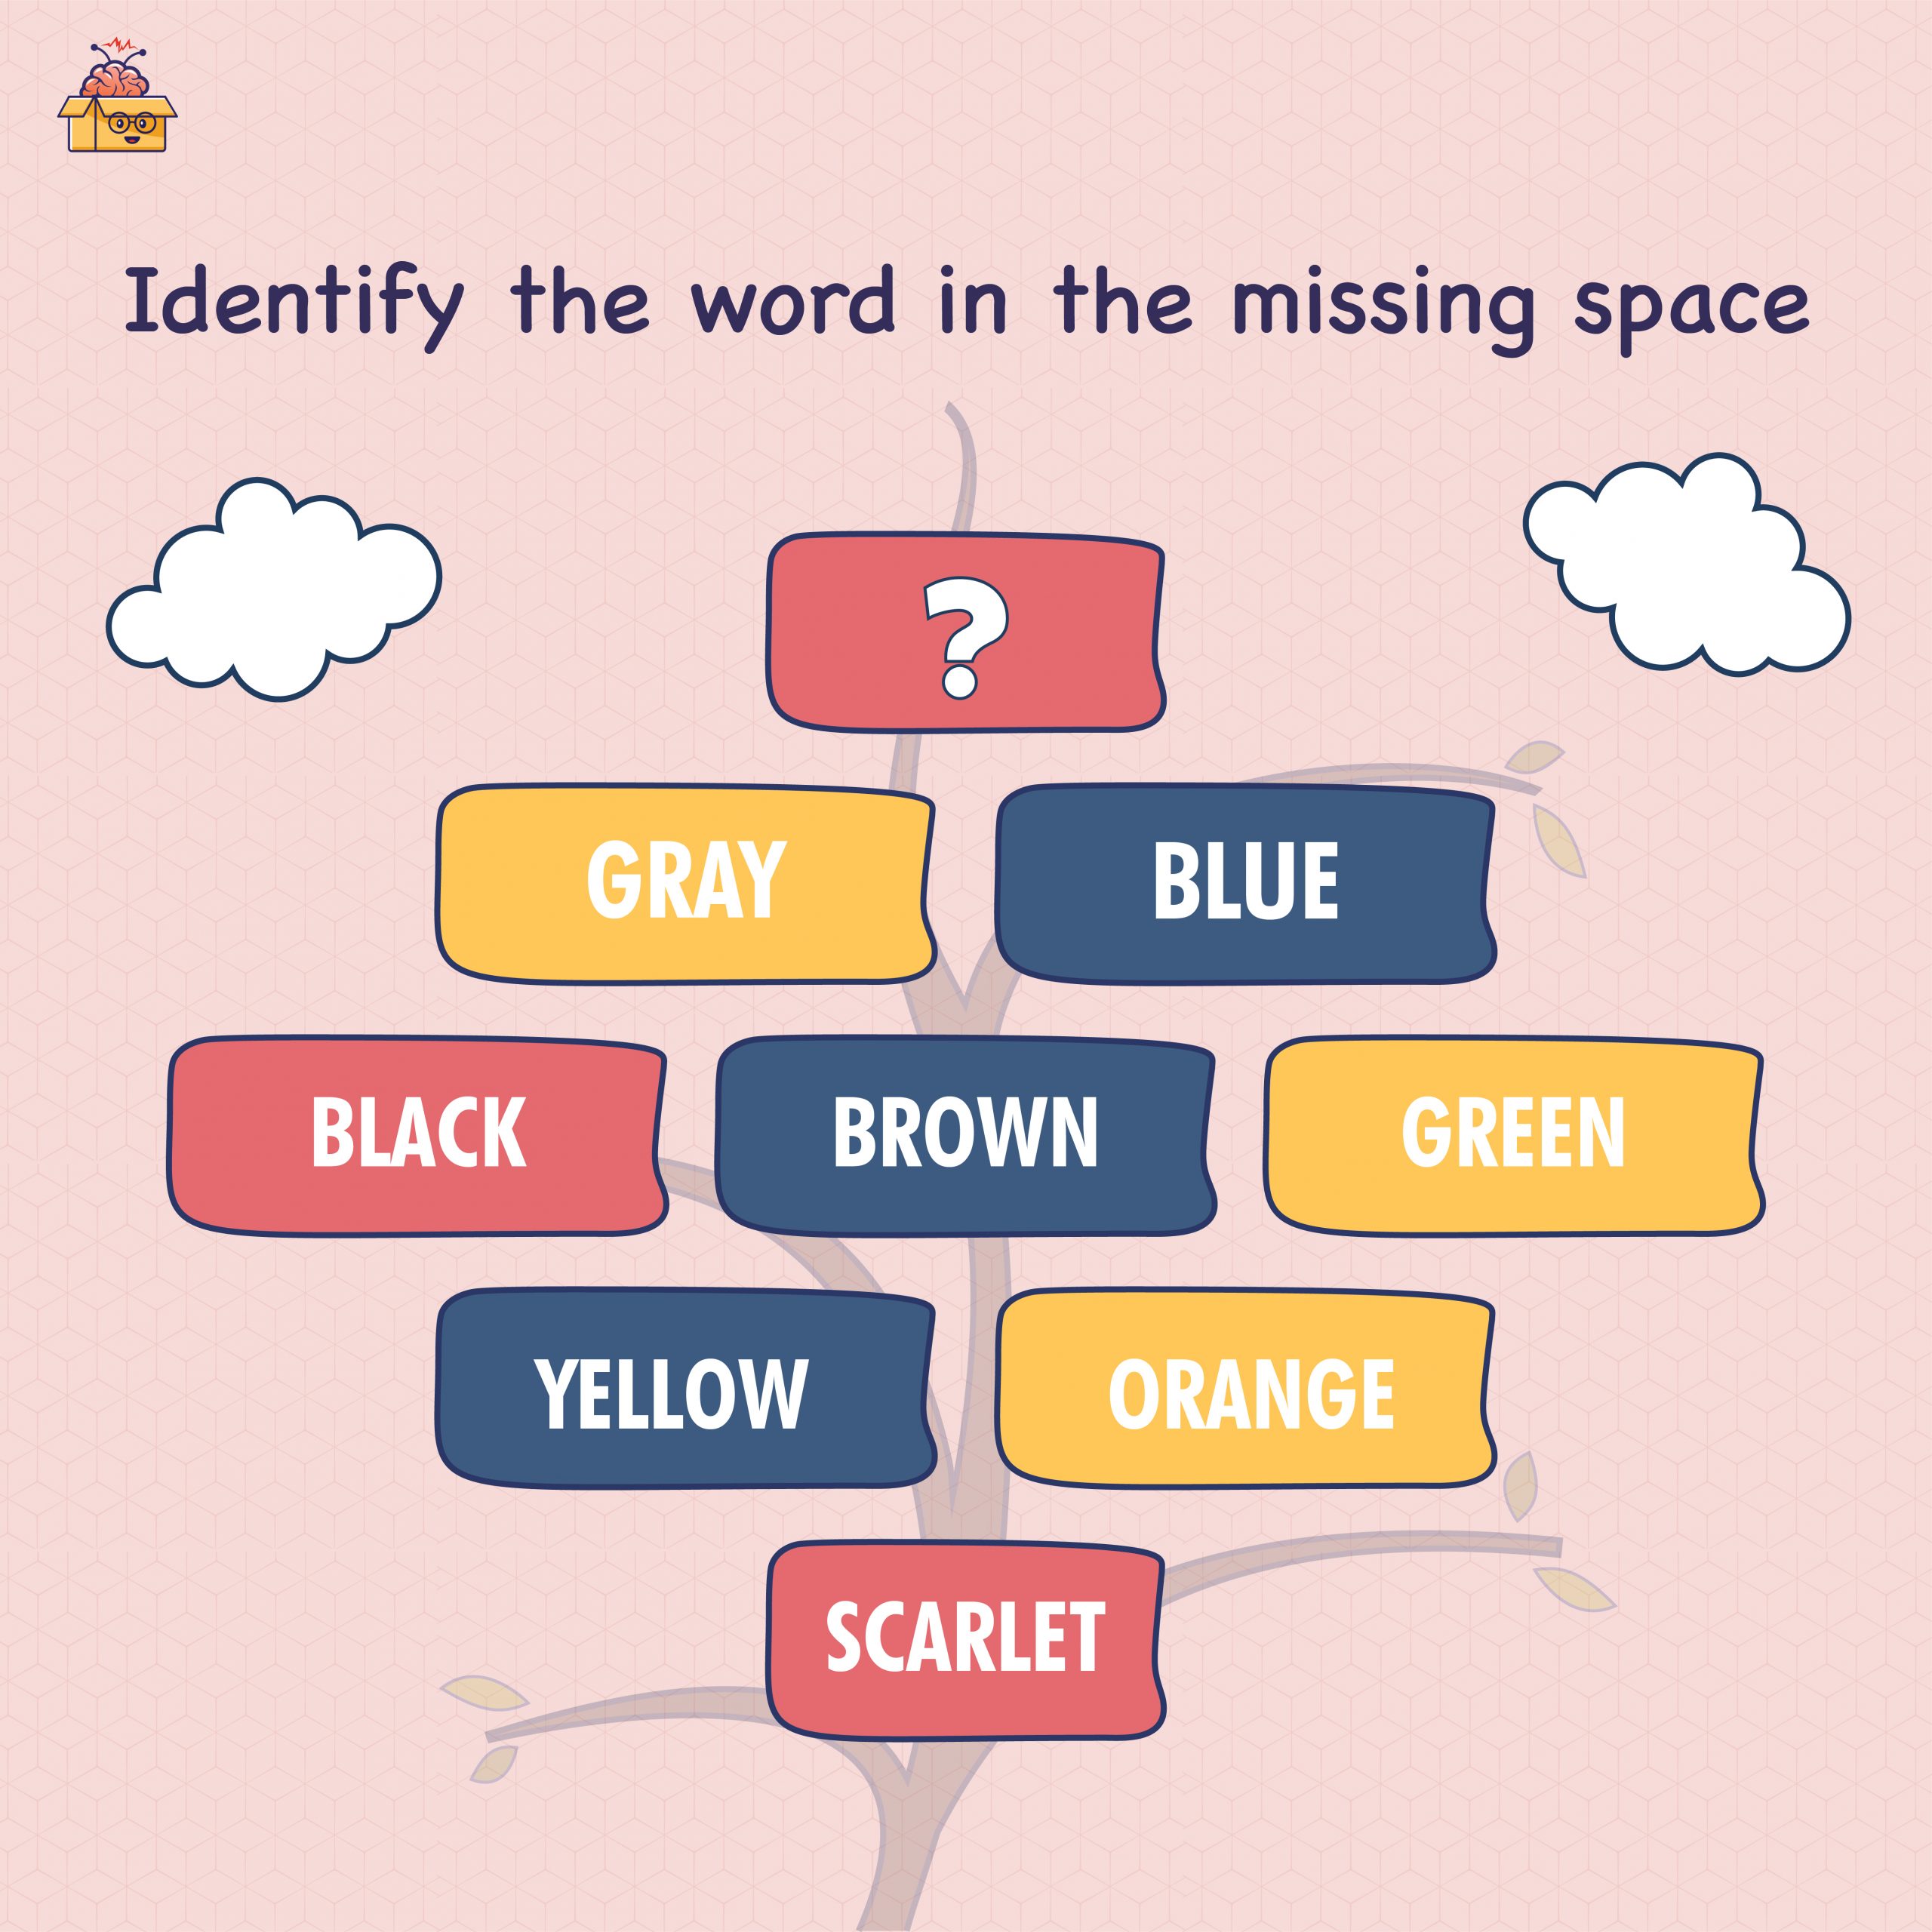 Identify the word in the missing space
?
GRAY BLUE
BLACK BROWN GREEN
YELLOW ORANGE
SCARLET